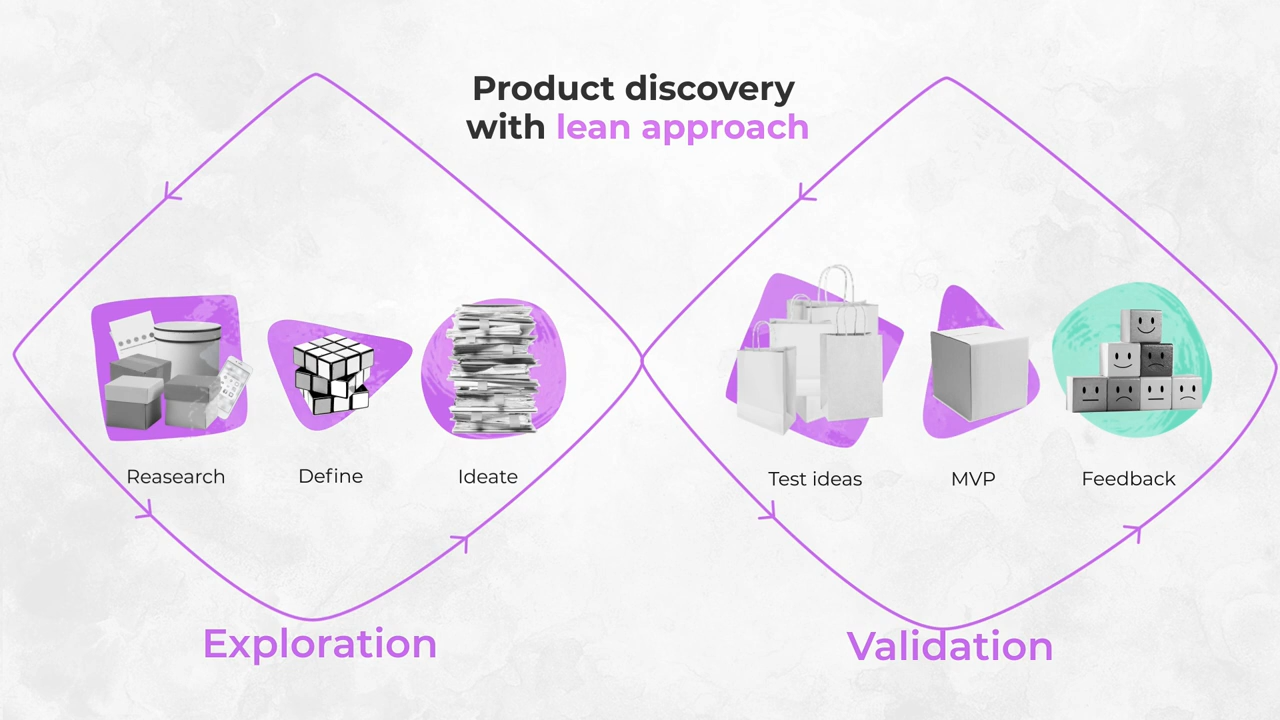 Product discovery
with lean approach
Reasearch
Define
Ideate
Test ideas
MVP
Feedback
Exploration
Validation